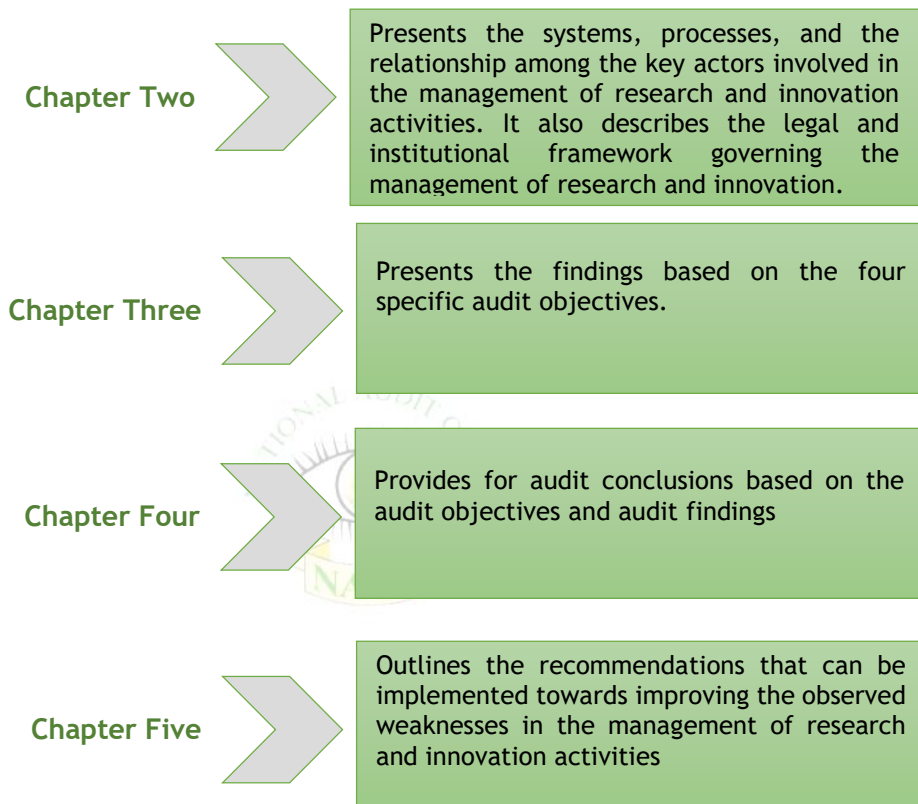 Presents the systems, processes, and the
relationship among the key actors involved in
the management of research and innovation
activities. It also describes the legal and
institutional framework governing the
management of research and innovation.
Chapter Two
Presents the findings based on the four
specific audit objectives.
Chapter Three
Provides for audit conclusions based on the
audit objectives and audit findings
Chapter Four
Outlines the recommendations that can be
implemented towards improving the observed
weaknesses in the management of research
and innovation activities
Chapter Five